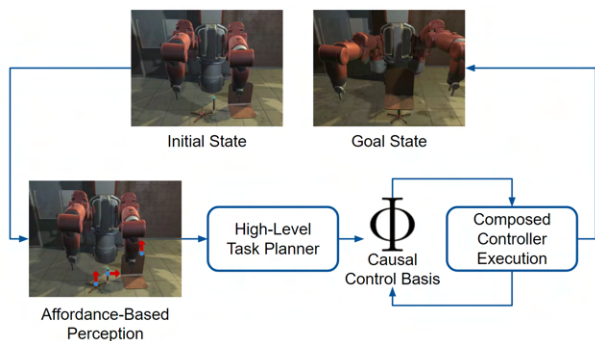 Initial State
Goal State
Affordance-Based
Perception
High-Level
Task Planner
Φ
Causal
Control Basis
Composed
Controller
Execution